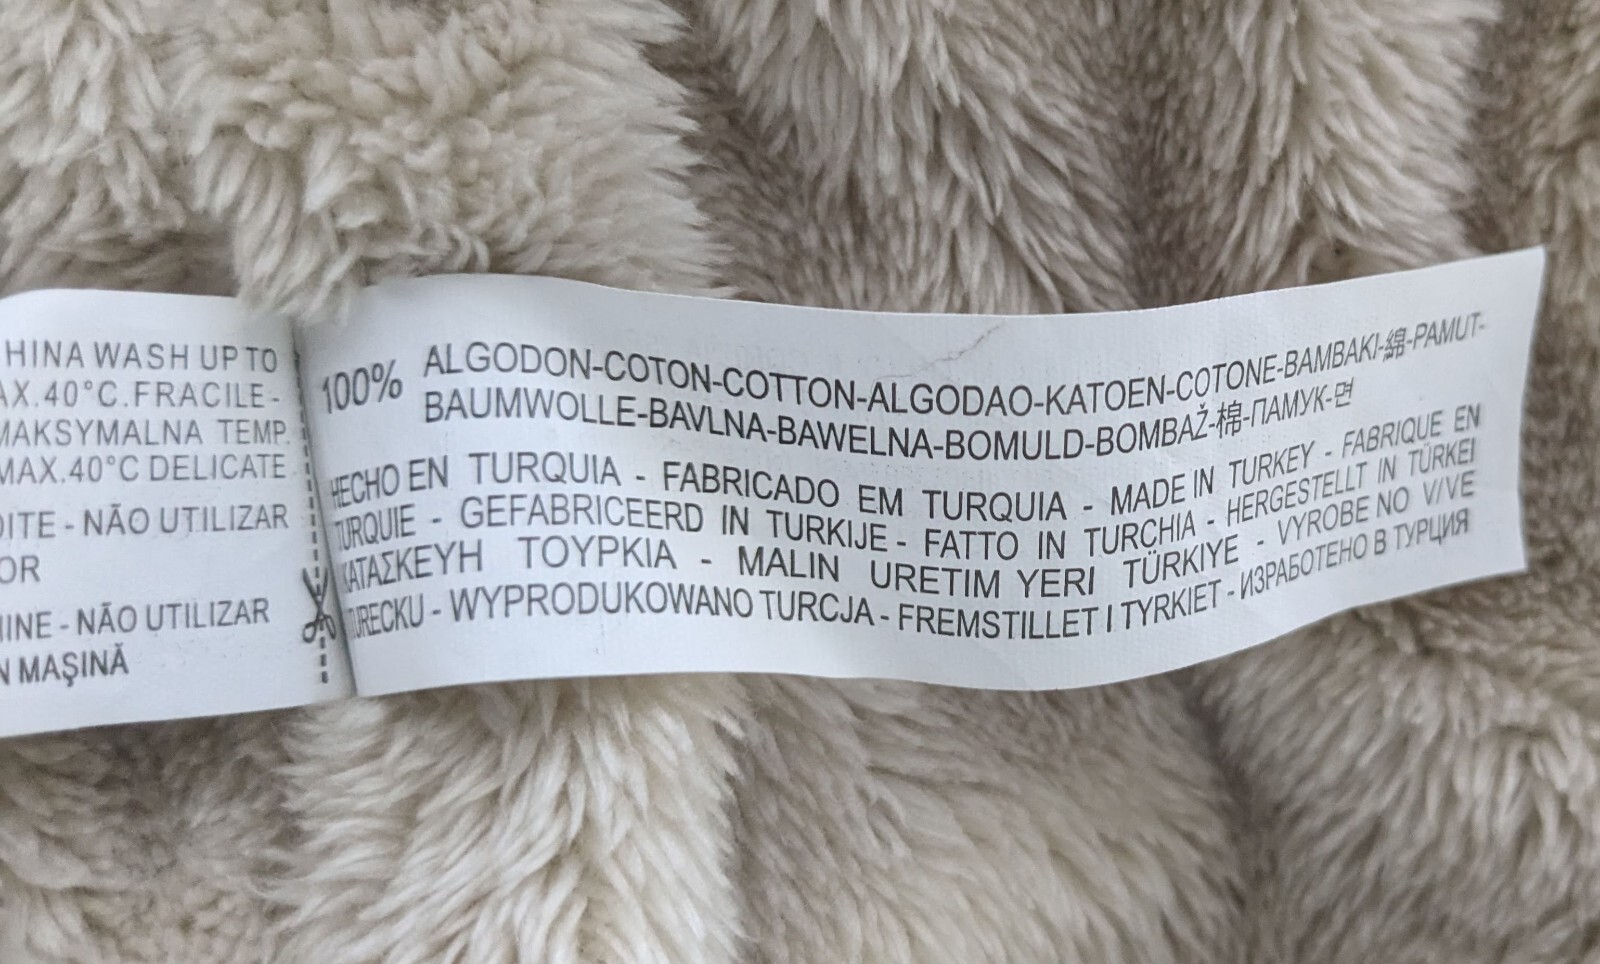 HINA WASH UP TO
AX.40°C.FRACILE-
MAKSYMALNA TEMP.
MAX.40°C DELICATE
DITE - NÃO UTILIZAR
OR
HINE - NÃO UTILIZAR
N MAŞINĂ
100% ALGODON-COTON-COTTON-ALGODAO-KATOEN-COTONE-BAMBAKI-綿-PAMUT-
BAUMWOLLE-BAVLNA-BAWELNA-BOMULD-BOMBAŽ-棉-ПАМУК-면
HECHO EN TURQUIA - FABRICADO EM TURQUIA - MADE IN TURKEY - FABRIQUE EN
TURQUIE - GEFABRICEERD IN TURKIJE - FATTO IN TURCHIA - HERGESTELLT IN TÜRKEI
ΚΑΤΑΣΚΕΥΗ ΤΟΥΡΚΙΑ - MALIN URETIM YERI TÜRKIYE - VYROBE NO V/VE
TURECKU - WYPRODUKOWANO TURCJA - FREMSTILLET I TYRKIET - ИЗРАБОТЕНО В ТУРЦИЯ